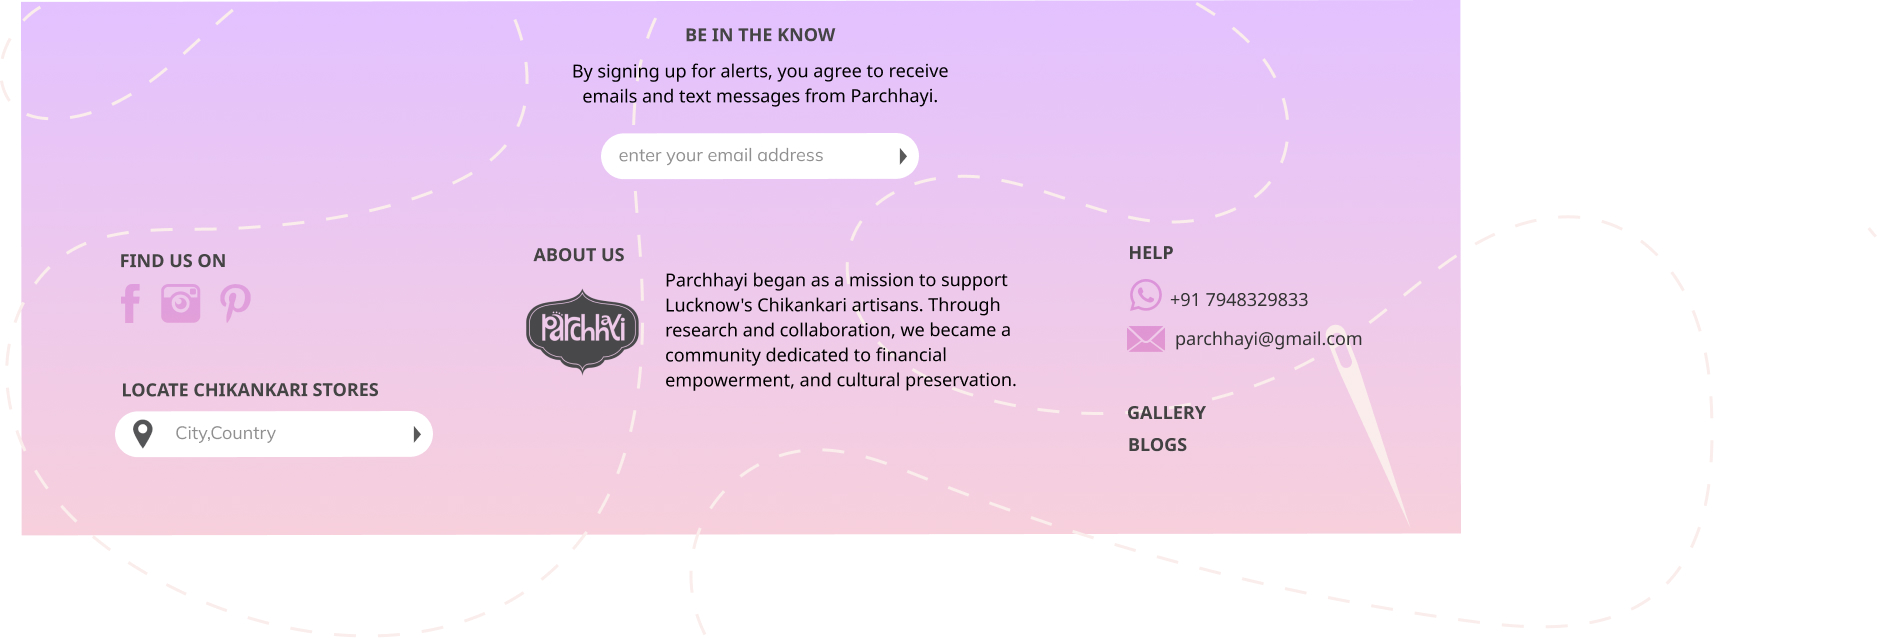 BE IN THE KNOW
By signing up for alerts, you agree to receive
emails and text messages from Parchhayi.
enter your email address
FIND US ON
LOCATE CHIKANKARI STORES
City,Country
ABOUT US
Parchhayi
Parchhayi began as a mission to support
Lucknow's Chikankari artisans. Through
research and collaboration, we became a
community dedicated to financial
empowerment, and cultural preservation.
HELP
+91 7948329833
parchhayi@gmail.com
GALLERY
BLOGS